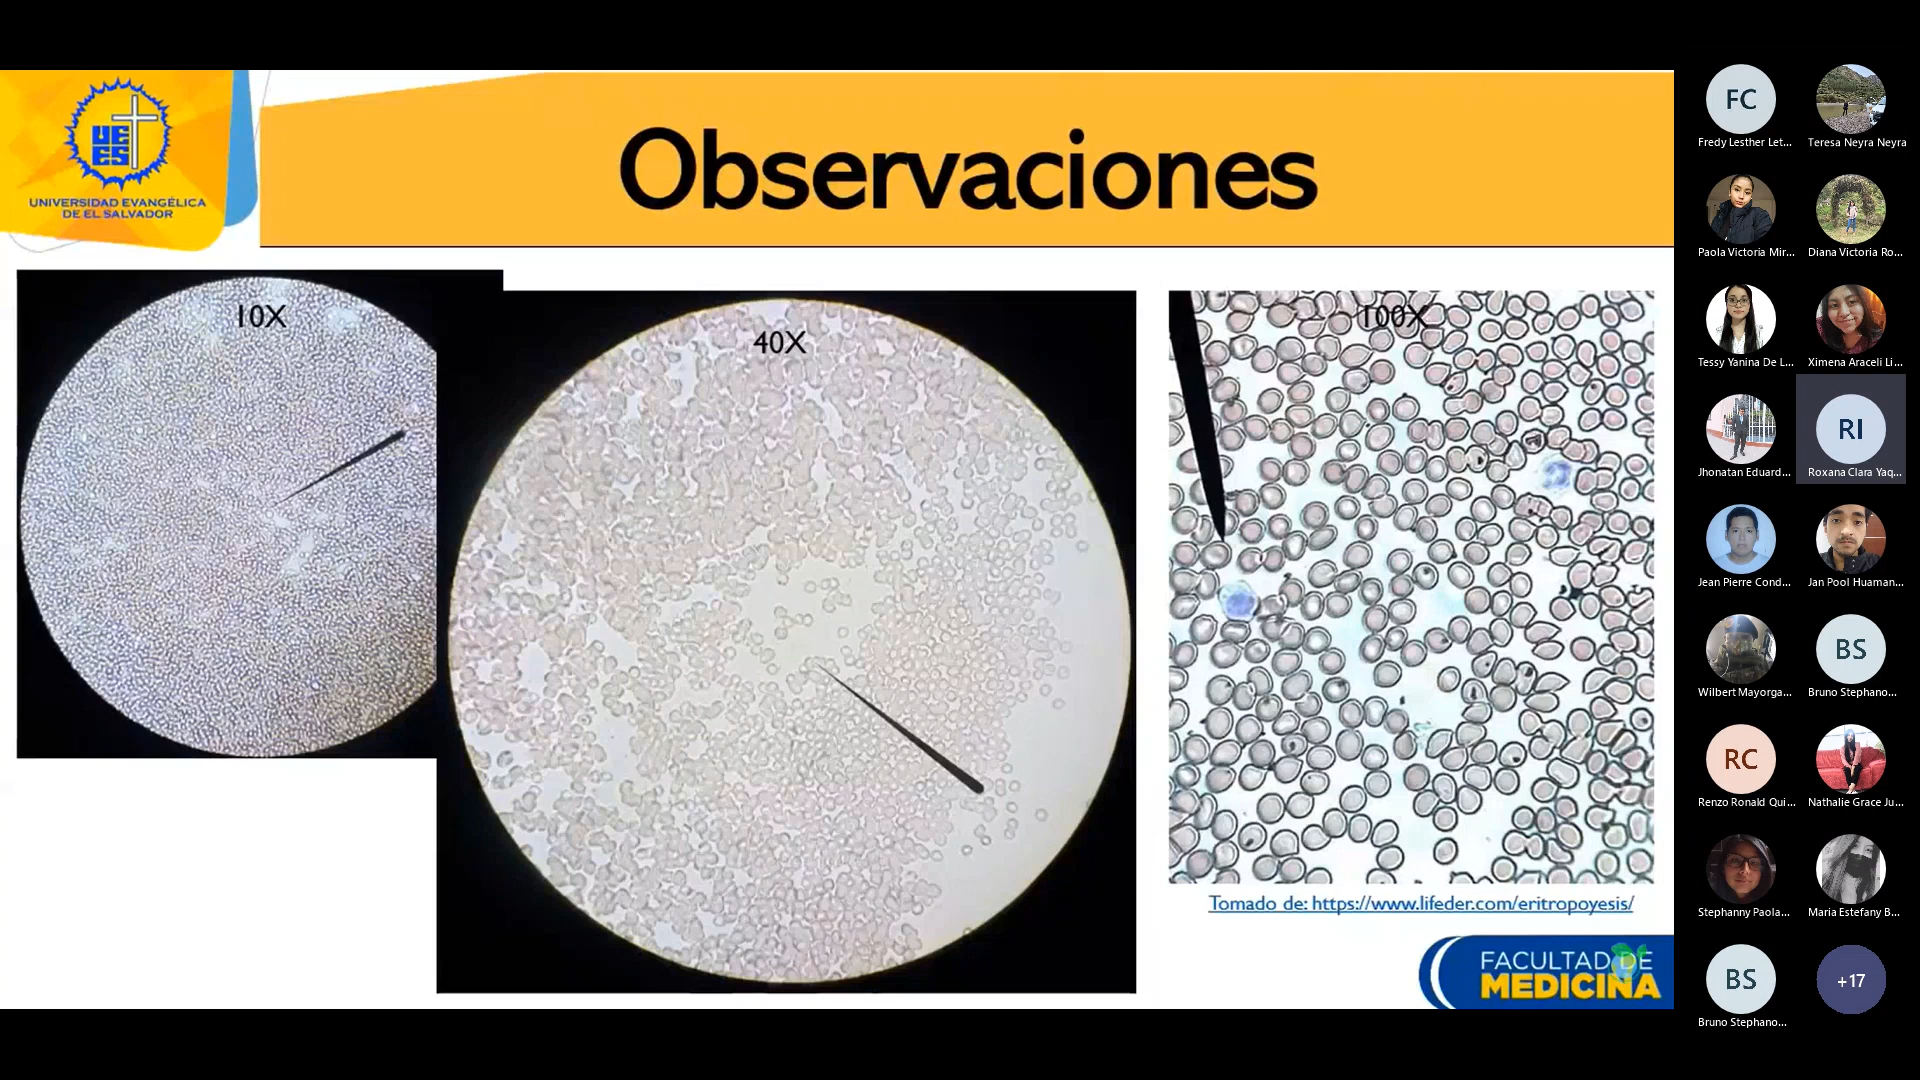 UE
ES
UNIVERSIDAD EVANGÉLICA
DE EL SALVADOR
Observaciones
10X
40X
100X
Tomado de: https://www.lifeder.com/eritropoyesis/
FACULTAD DE
MEDICINA
FC
Fredy Lesther Let...
Teresa Neyra Neyra
Paola Victoria Mir...
Diana Victoria Ro...
Tessy Yanina De L...
Ximena Araceli Li...
Jhonatan Eduard...
RI
Roxana Clara Yaq...
Jean Pierre Cond...
Jan Pool Huaman...
Wilbert Mayorga...
BS
Bruno Stephano...
RC
Renzo Ronald Qui...
Nathalie Grace Ju...
Stephanny Paola...
Maria Estefany B...
BS
Bruno Stephano...
+17